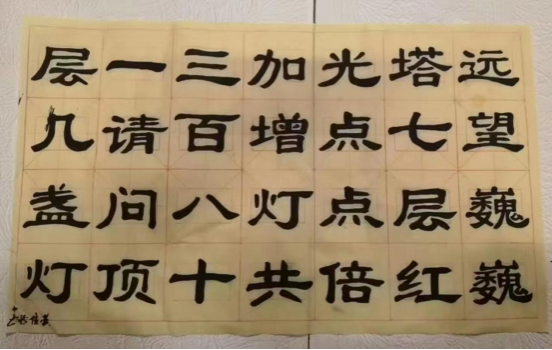 远望巍巍
塔七层红
光点点倍
加增灯共
三百八十
一请问顶
层几盏灯